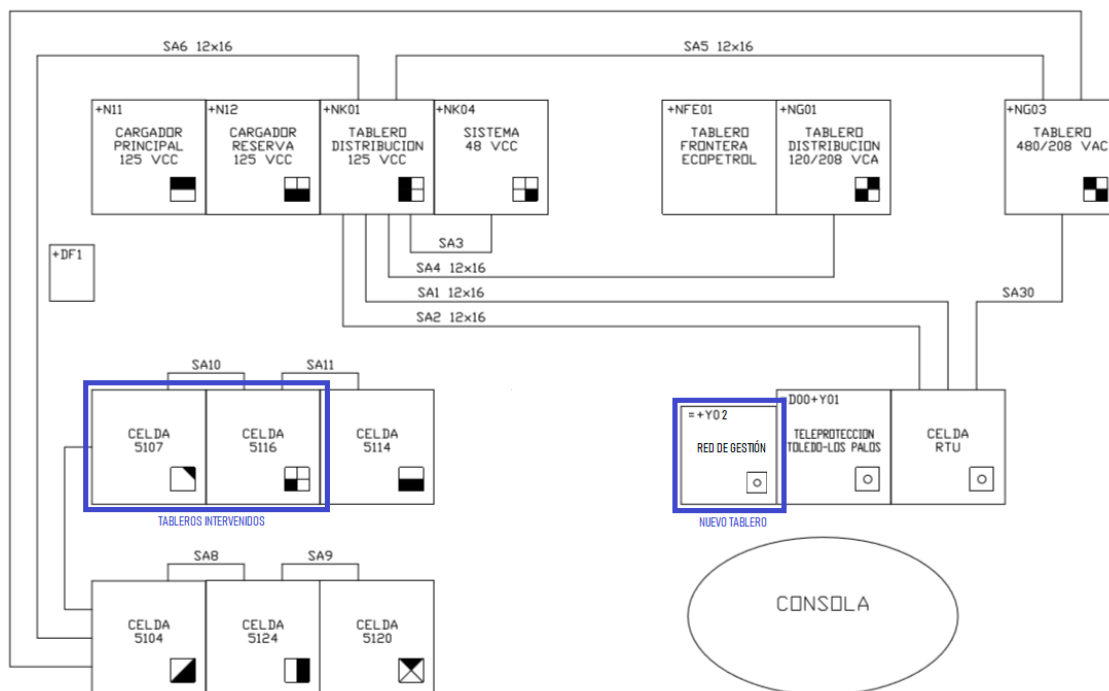 SA6 12x16
SA5 12x16
+N11
CARGADOR
PRINCIPAL
125 VCC
+N12
CARGADOR
RESERVA
125 VCC
+NK01
TABLERO
DISTRIBUCION
125 VCC
+NK04
SISTEMA
48 VCC
+NFE01
TABLERO
FRONTERA
ECOPETROL
+NG01
TABLERO
DISTRIBUCION
120/208 VCA
+NG03
TABLERO
480/208 VAC
+DF1
SA3
SA4 12x16
SA1 12x16
SA2 12x16
SA30
SA10
SA11
CELDA
5107
CELDA
5116
CELDA
5114
TABLEROS INTERVENIDOS
=+Y02
RED DE GESTIÓN
NUEVO TABLERO
D00+Y01
TELEPROTECCION
TOLEDO-LOS PALOS
CELDA
RTU
SA8
SA9
CELDA
5104
CELDA
5124
CELDA
5120
CONSOLA